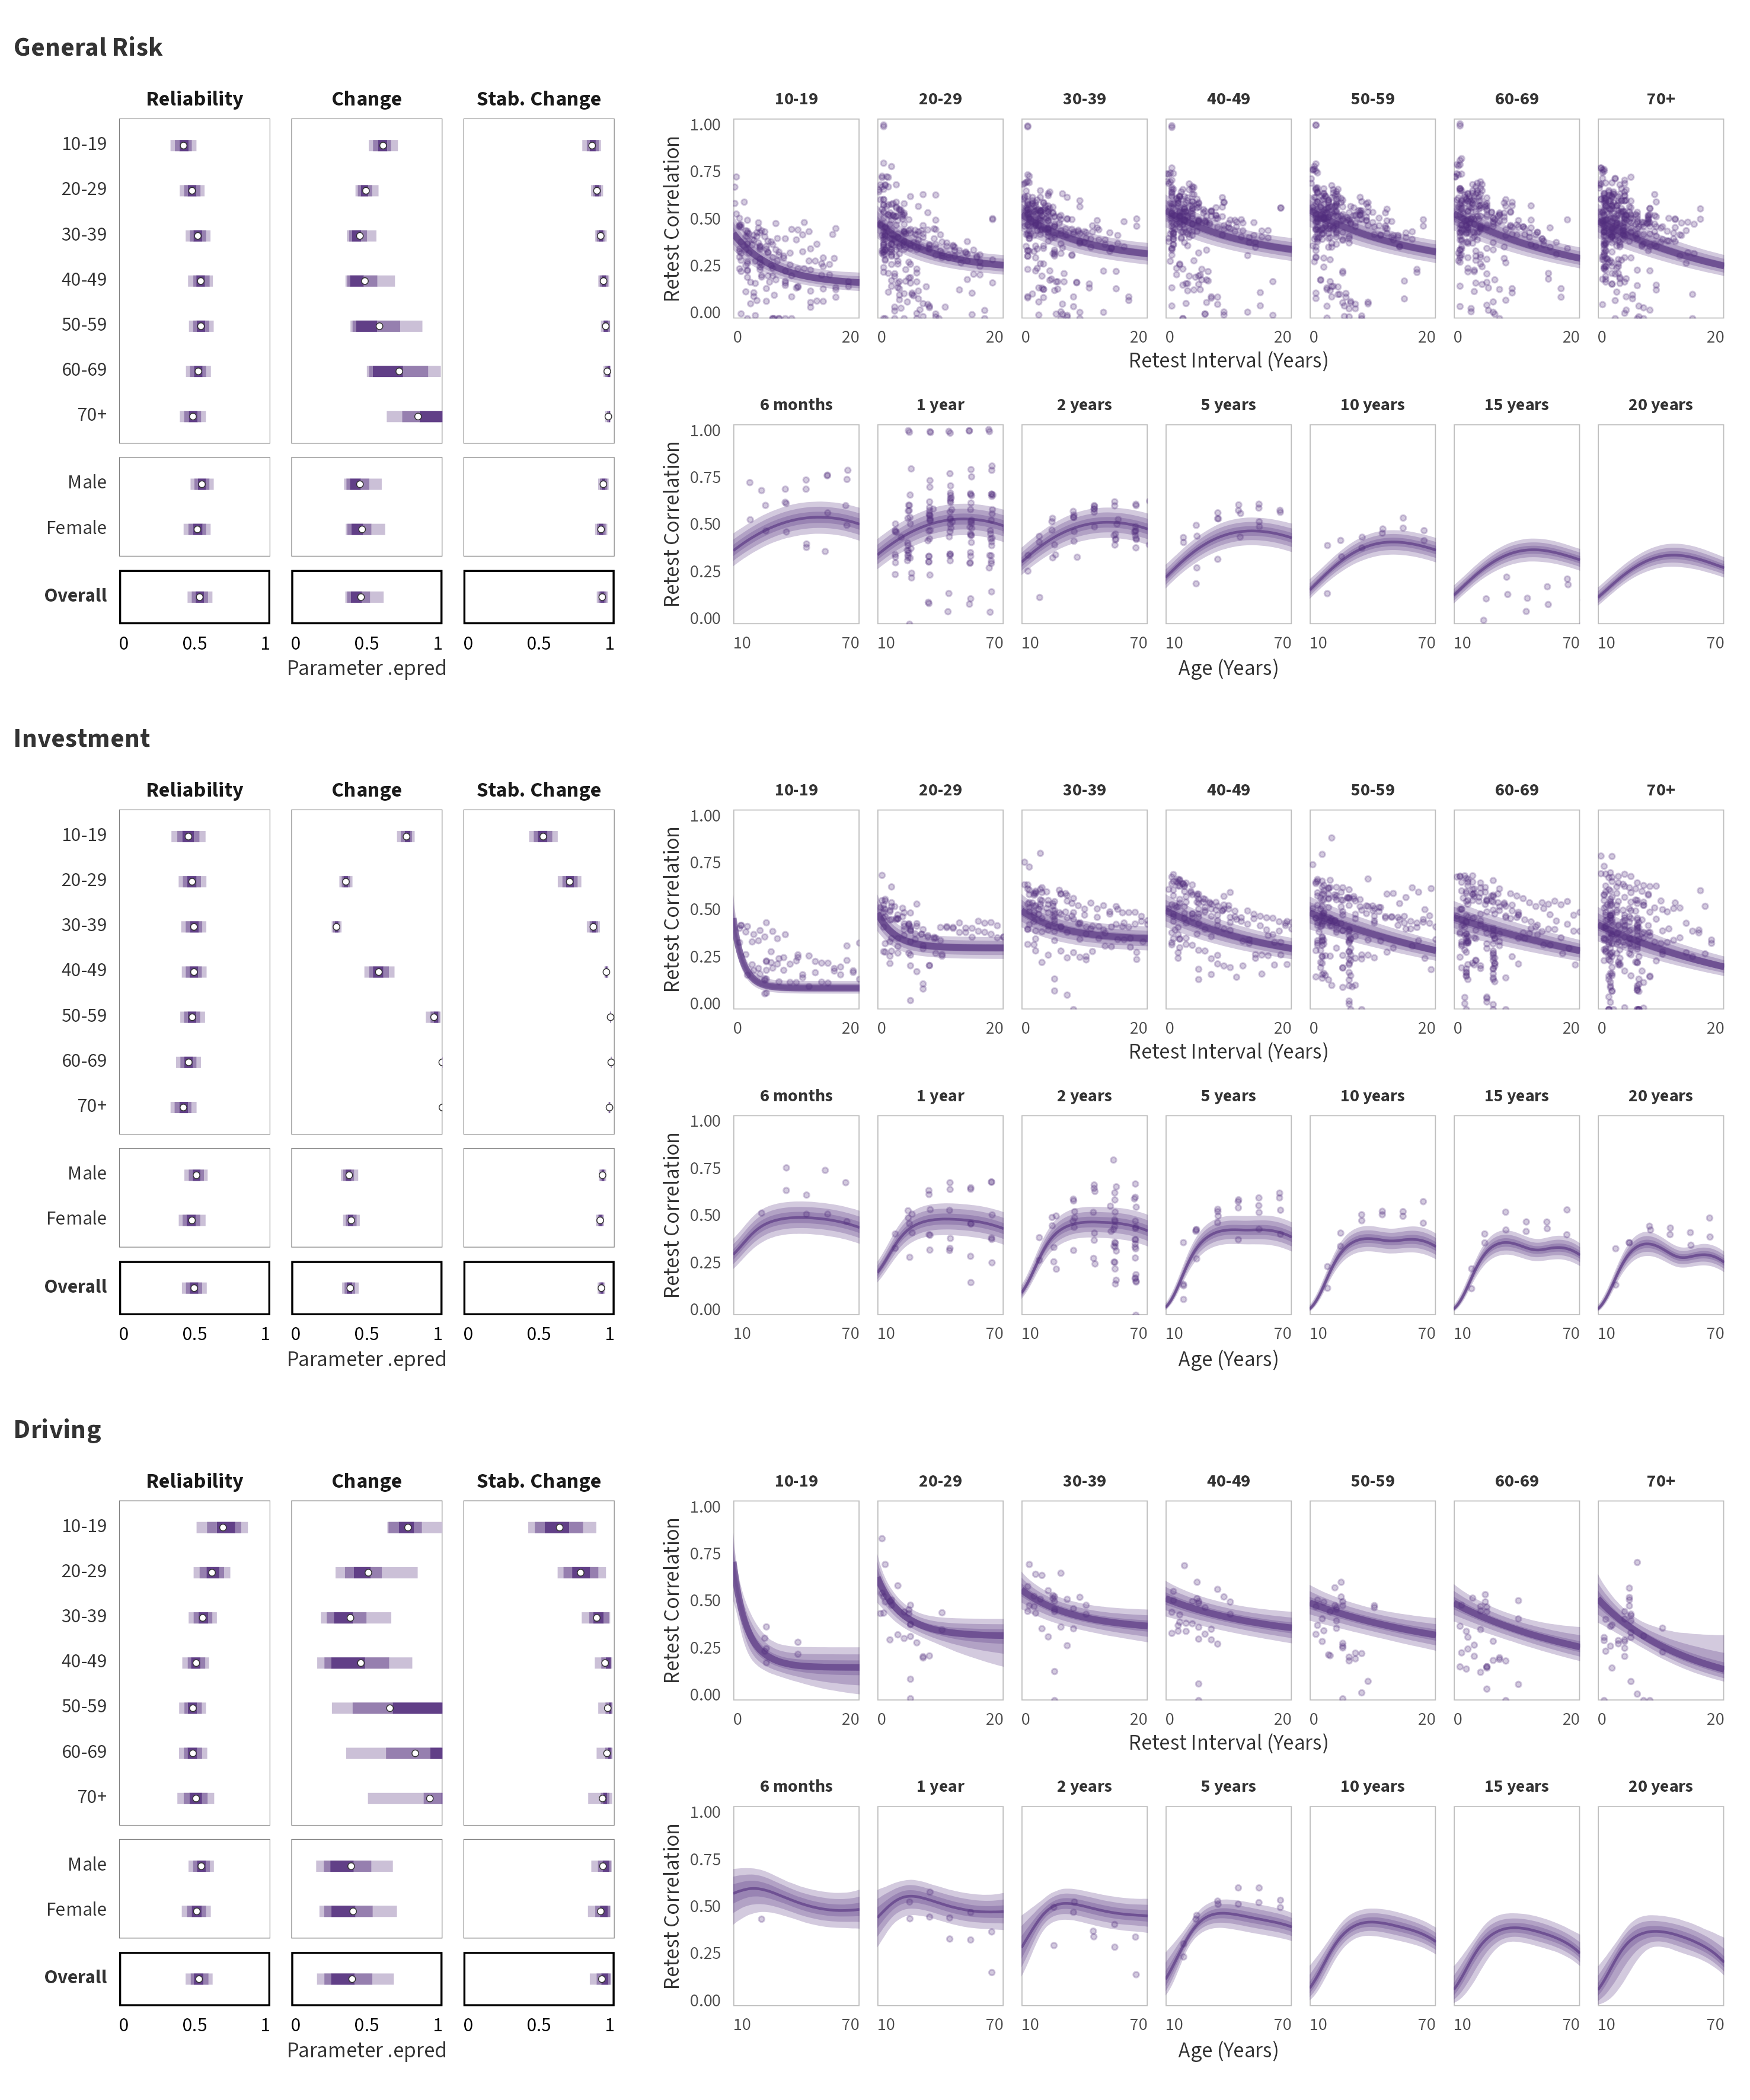 General Risk
Reliability Change Stab. Change
10-19
20-29
30-39
40-49
50-59
60-69
70+
Male
Female
Overall
0 0.5 1 0 0.5 1 0 0.5 1
Parameter .epred
10-19 20-29 30-39 40-49 50-59 60-69 70+
Retest Correlation
1.00
0.75
0.50
0.25
0.00
0 20 0 20 0 20 0 20 0 20 0 20 0 20
Retest Interval (Years)
6 months 1 year 2 years 5 years 10 years 15 years 20 years
Retest Correlation
1.00
0.75
0.50
0.25
0.00
10 70 10 70 10 70 10 70 10 70 10 70 10 70
Age (Years)
Investment
Reliability Change Stab. Change
10-19
20-29
30-39
40-49
50-59
60-69
70+
Male
Female
Overall
0 0.5 1 0 0.5 1 0 0.5 1
Parameter .epred
10-19 20-29 30-39 40-49 50-59 60-69 70+
Retest Correlation
1.00
0.75
0.50
0.25
0.00
0 20 0 20 0 20 0 20 0 20 0 20 0 20
Retest Interval (Years)
6 months 1 year 2 years 5 years 10 years 15 years 20 years
Retest Correlation
1.00
0.75
0.50
0.25
0.00
10 70 10 70 10 70 10 70 10 70 10 70 10 70
Age (Years)
Driving
Reliability Change Stab. Change
10-19
20-29
30-39
40-49
50-59
60-69
70+
Male
Female
Overall
0 0.5 1 0 0.5 1 0 0.5 1
Parameter .epred
10-19 20-29 30-39 40-49 50-59 60-69 70+
Retest Correlation
1.00
0.75
0.50
0.25
0.00
0 20 0 20 0 20 0 20 0 20 0 20 0 20
Retest Interval (Years)
6 months 1 year 2 years 5 years 10 years 15 years 20 years
Retest Correlation
1.00
0.75
0.50
0.25
0.00
10 70 10 70 10 70 10 70 10 70 10 70 10 70
Age (Years)